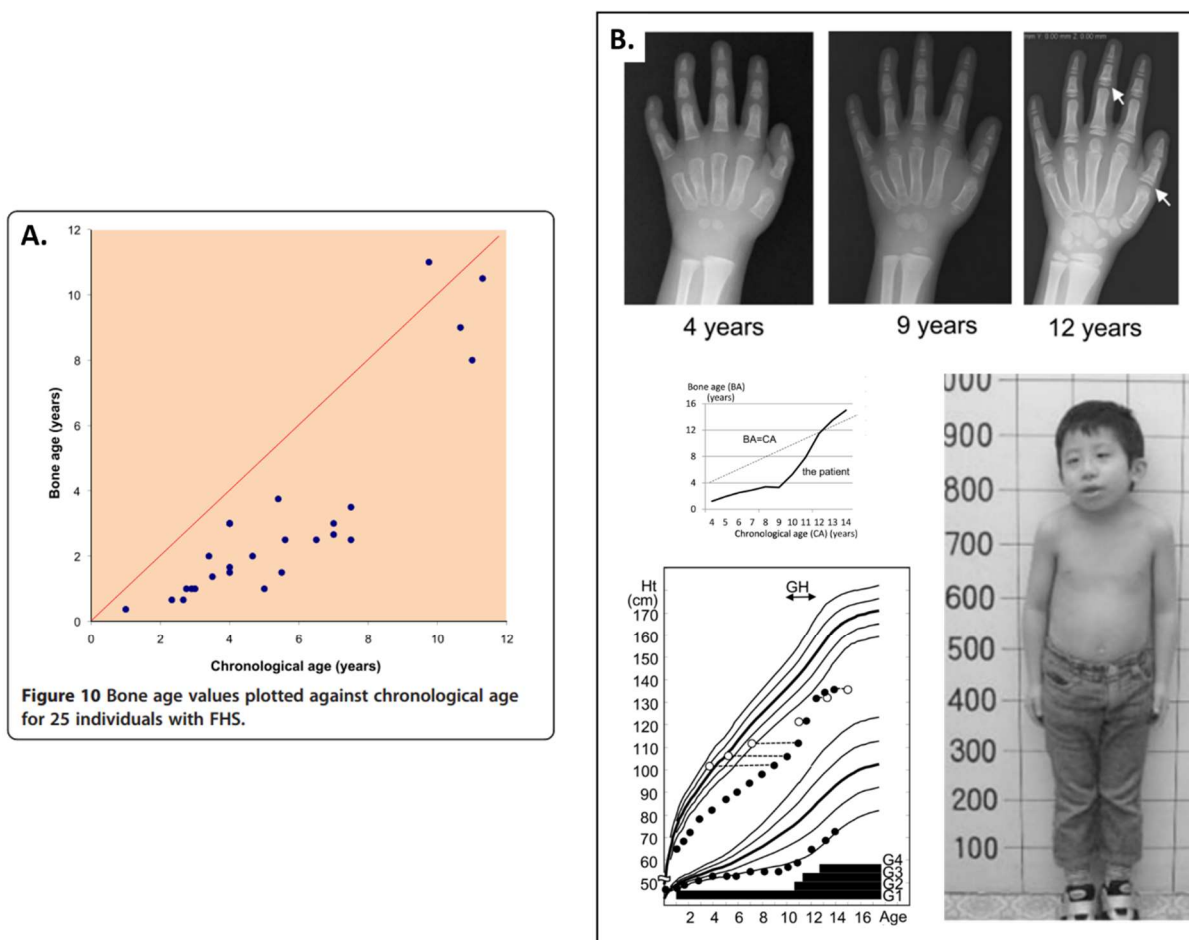 A.
12
10
8
6
4
2
0
Bone age (years)
0 2 4 6 8 10 12
Chronological age (years)
Figure 10 Bone age values plotted against chronological age
for 25 individuals with FHS.
B.
4 years
9 years
12 years
Bone age (BA)
(years)
16
12
8
4
0
BA=CA
the patient
4 5 6 7 8 9 10 11 12 13 14
Chronological age (CA) (years)
Ht
(cm)
GH
170
160
150
140
130
120
110
100
90
80
70
60
50
G4
G3
G2
G1
2 4 6 8 10 12 14 16 Age
000
900
800
700
600
500
400
300
200
100